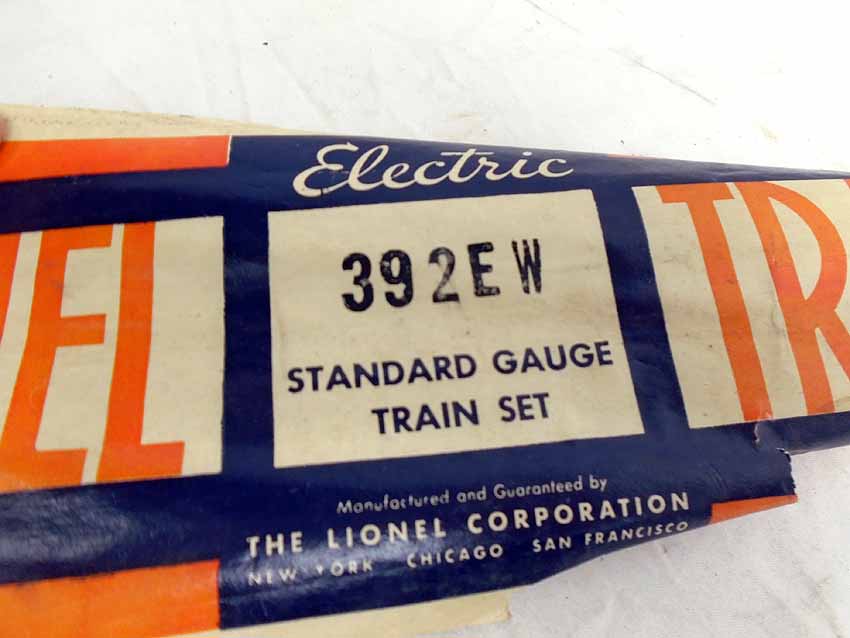 Electric
EL
TR
392EW
STANDARD GAUGE
TRAIN SET
Manufactured and Guaranteed by
THE LIONEL CORPORATION
NEW YORK CHICAGO SAN FRANCISCO